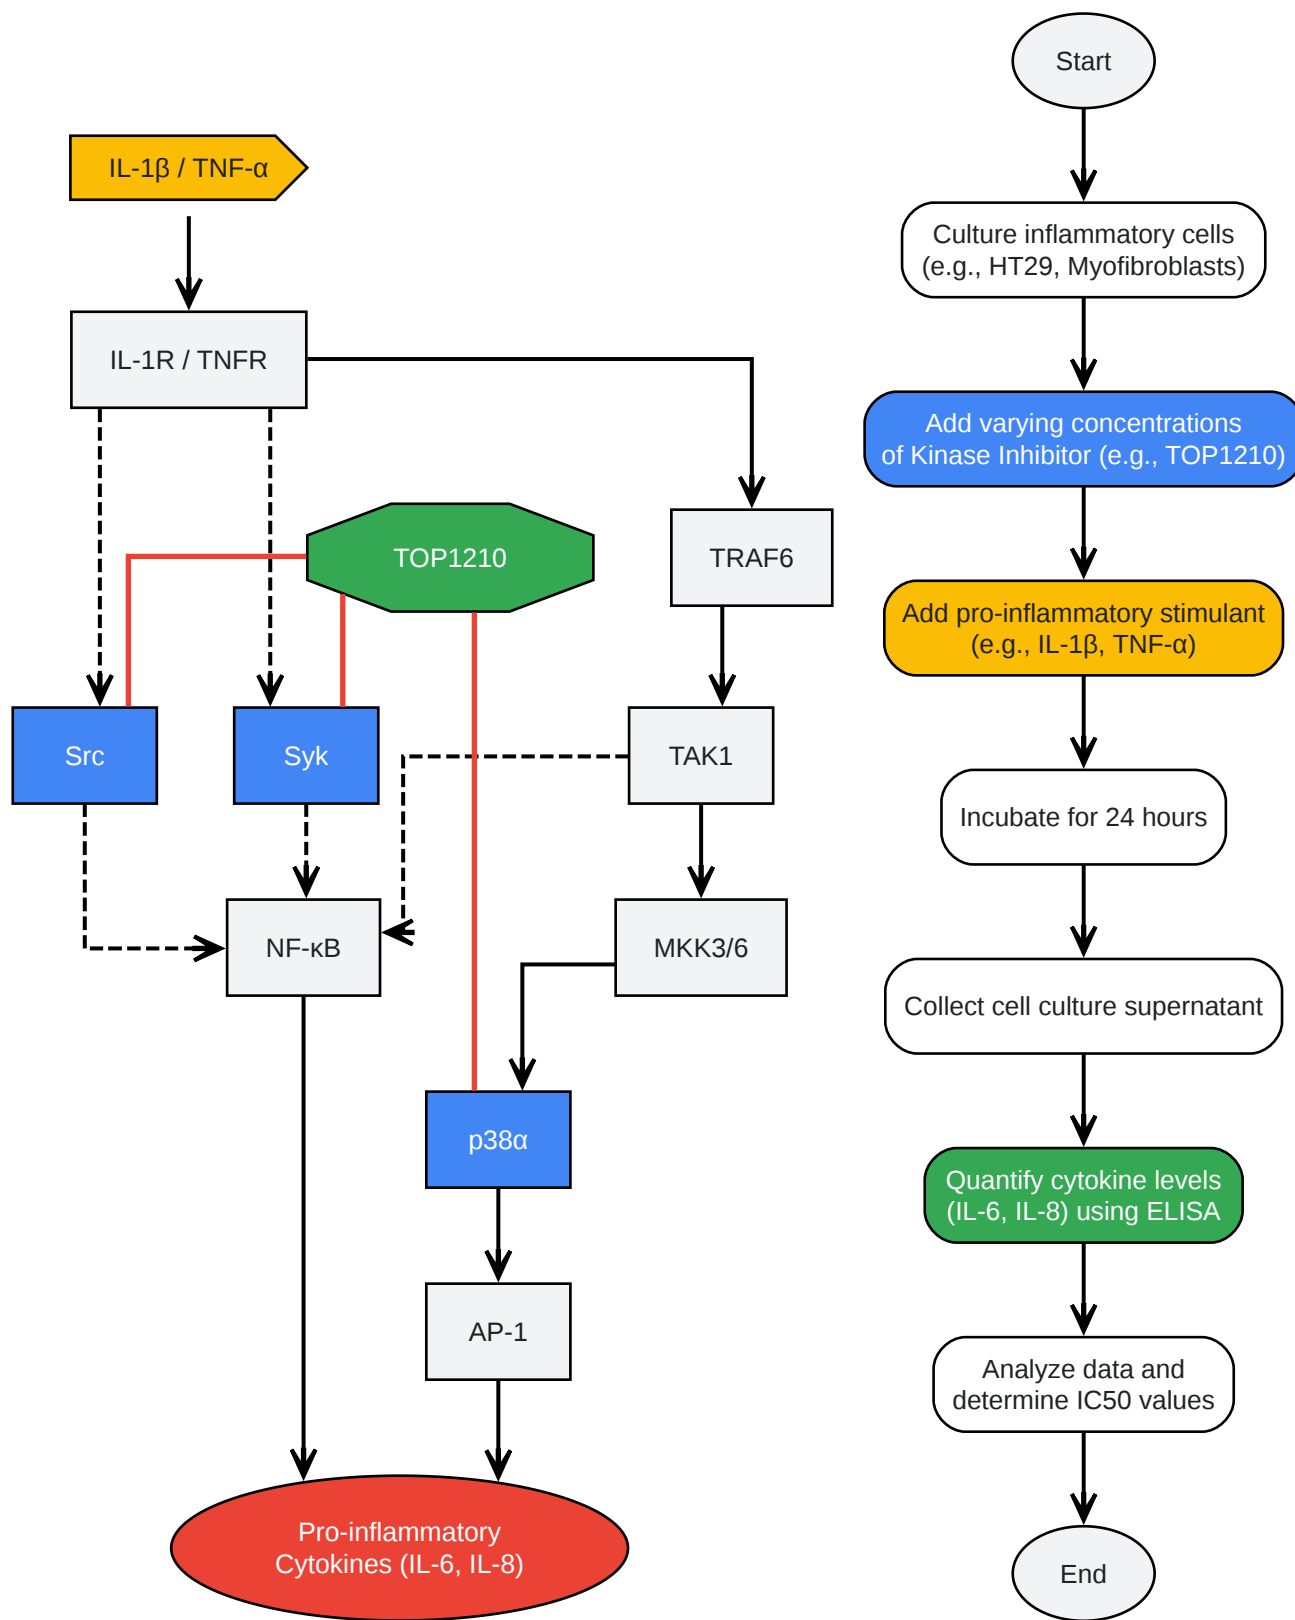 IL-1β / TNF-α
IL-1R / TNFR
TOP1210
TRAF6
Src
Syk
TAK1
NF-κB
MKK3/6
p38α
AP-1
Pro-inflammatory
Cytokines (IL-6, IL-8)
Start
Culture inflammatory cells
(e.g., HT29, Myofibroblasts)
Add varying concentrations
of Kinase Inhibitor (e.g., TOP1210)
Add pro-inflammatory stimulant
(e.g., IL-1β, TNF-α)
Incubate for 24 hours
Collect cell culture supernatant
Quantify cytokine levels
(IL-6, IL-8) using ELISA
Analyze data and
determine IC50 values
End